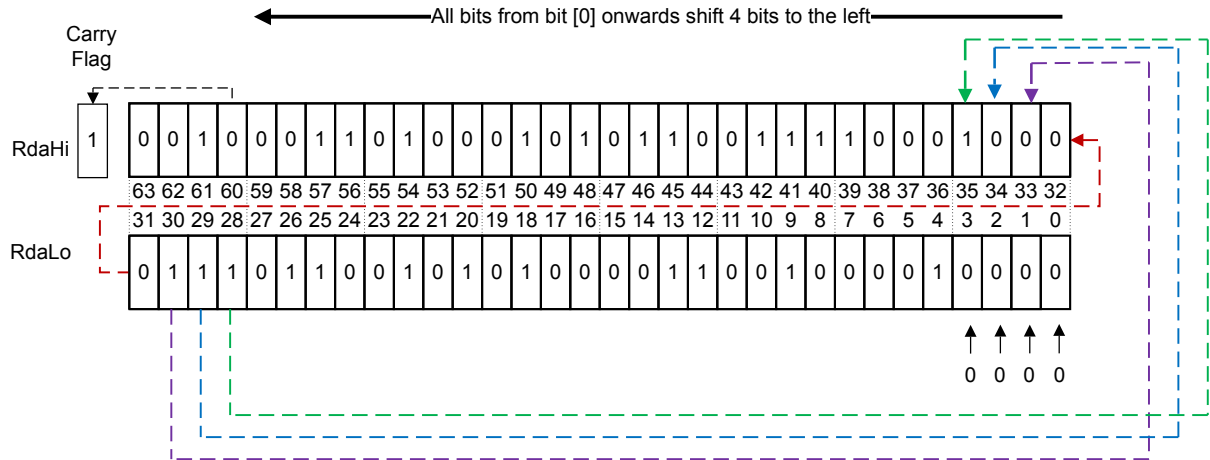 All bits from bit [0] onwards shift 4 bits to the left
Carry
Flag
RdaHi 1 0 0 1 0 0 0 1 1 0 1 0 0 0 1 0 1 0 1 1 0 0 1 1 1 1 0 0 0 1 0 0 0
63 62 61 60 59 58 57 56 55 54 53 52 51 50 49 48 47 46 45 44 43 42 41 40 39 38 37 36 35 34 33 32
31 30 29 28 27 26 25 24 23 22 21 20 19 18 17 16 15 14 13 12 11 10 9 8 7 6 5 4 3 2 1 0
RdaLo 0 1 1 1 0 1 1 0 0 1 0 1 0 1 0 0 0 0 1 1 0 0 1 0 0 0 0 1 0 0 0 0
0 0 0 0